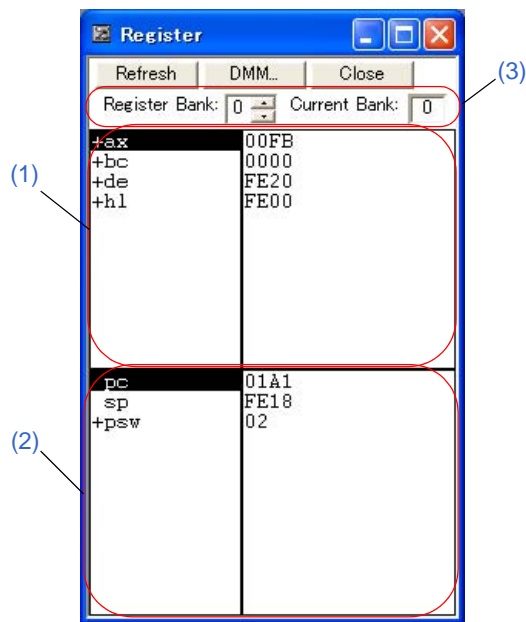 Register
Refresh DMM... Close
(3)
Register Bank: 0 Current Bank: 0
+ax 00FB
+bc 0000
(1)
+de FE20
+hl FE00
pc 01A1
sp FE18
+psw 02
(2)